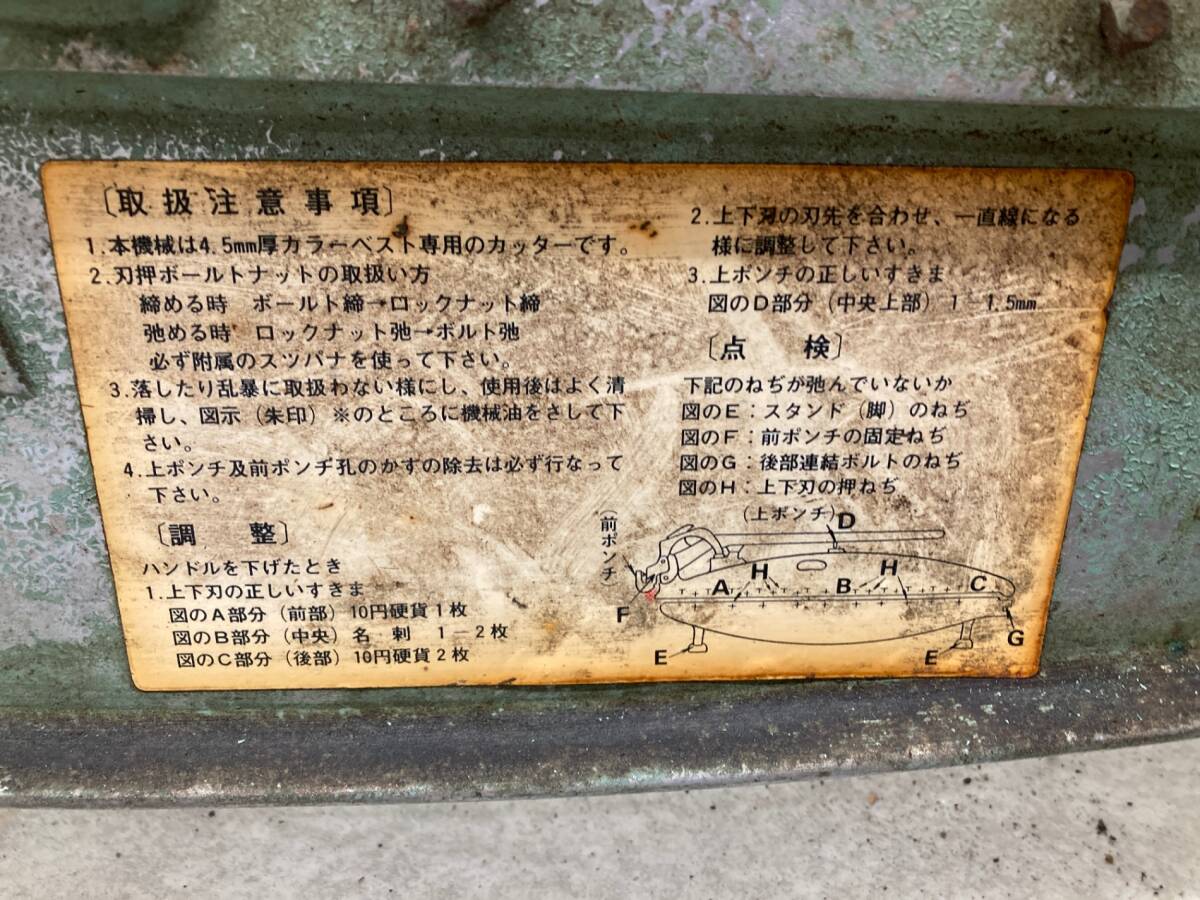 〔取扱注意事項〕
1.本機械は4.5mm厚カラーベスト専用のカッターです。
2.刃押ボールトナットの取扱い方
締める時 ボールト締→ロックナット締
弛める時 ロックナット弛→ボルト弛
必ず附属のスツパナを使って下さい。
3.落したり乱暴に取扱わない様にし、使用後はよく清
掃し、図示（朱印）※のところに機械油をさして下
さい。
4.上ポンチ及前ポンチ孔のかすの除去は必ず行なって
下さい。
〔調 整〕
ハンドルを下げたとき
1.上下刃の正しいすきま
図のA部分（前部）10円硬貨1枚
図のB部分（中央）名 刺 1－2枚
図のC部分（後部）10円硬貨2枚
2.上下刃の刃先を合わせ、一直線になる
様に調整して下さい。
3.上ポンチの正しいすきま
図のD部分（中央上部）1 1.5mm
〔点 検〕
下記のねぢが弛んでいないか
図のE：スタンド（脚）のねぢ
図のF：前ポンチの固定ねぢ
図のG：後部連結ボルトのねぢ
図のH：上下刃の押ねぢ
（上ポンチ）D
（前ポンチ）
A H B H C
F
G
E E